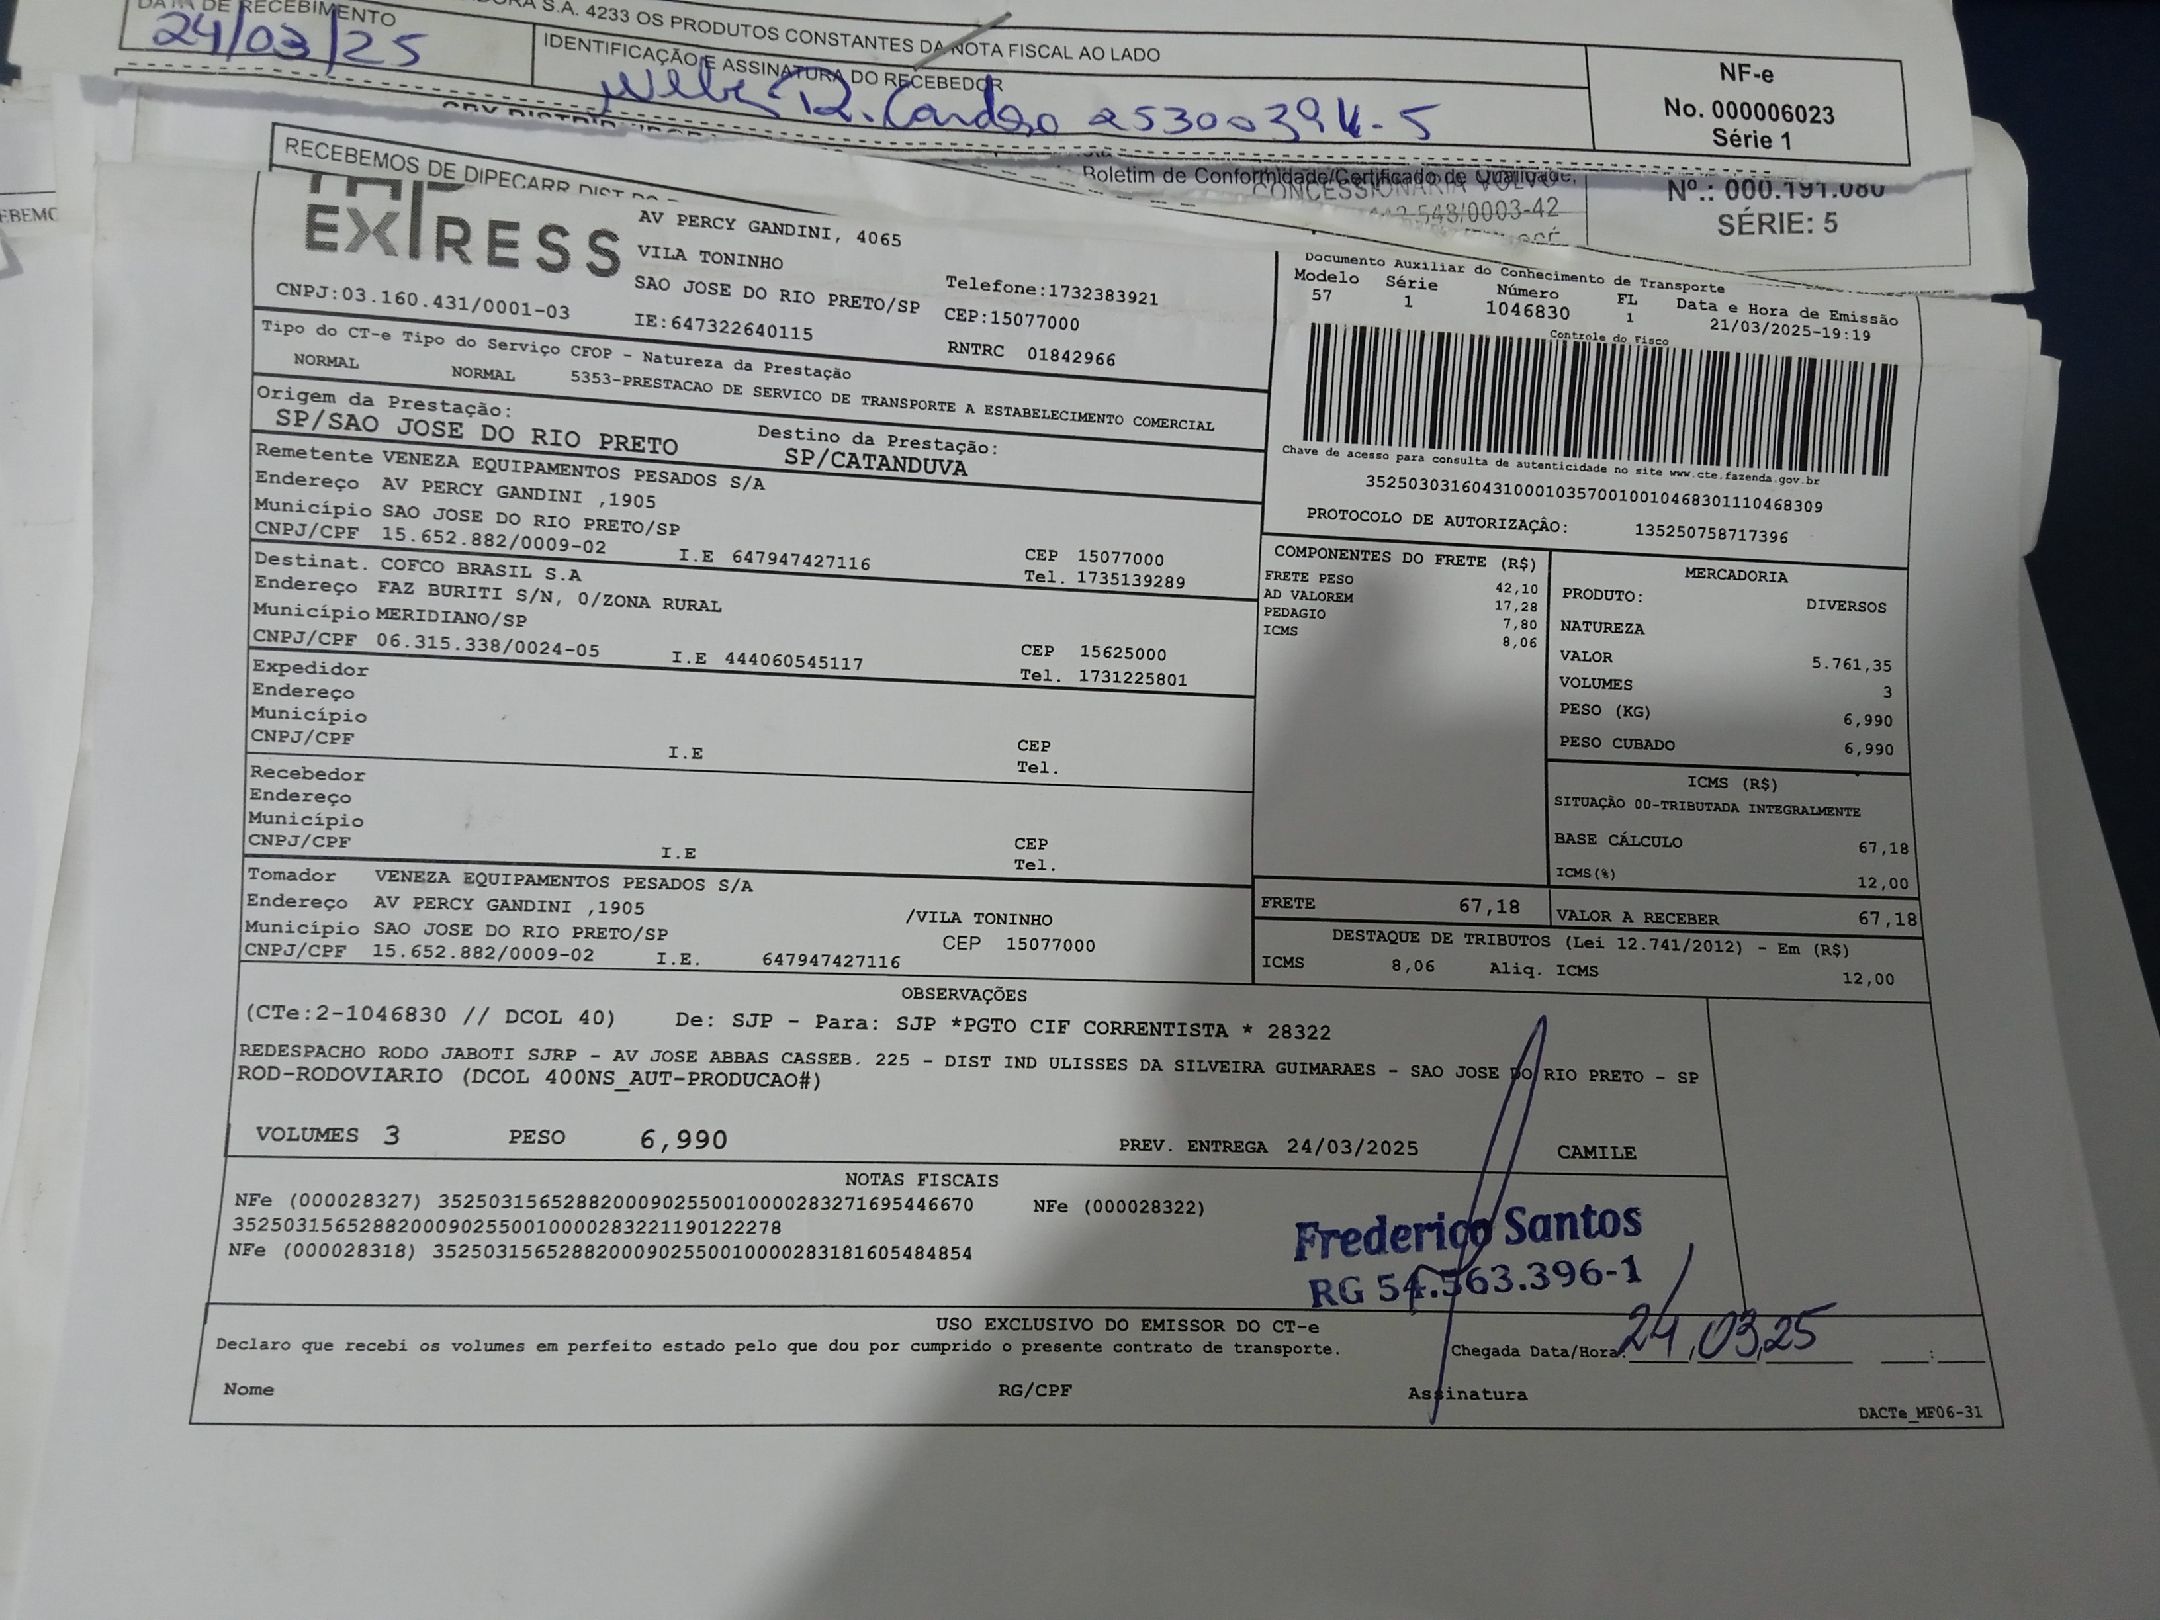 DATA DE RECEBIMENTO
S.A. 4233 OS PRODUTOS CONSTANTES DA NOTA FISCAL AO LADO
24/03/25
IDENTIFICAÇÃO E ASSINATURA DO RECEBEDOR
R. Cardoso 25300394-5
NF-e
No. 000006023
Série 1
Boletim de Conformidade/Certificado de Qualidade,
CONCESSIONARIA VOLVO
548/0003-42
Nº.: 000.191.080
SÉRIE: 5
RECEBEMOS DE DIPECARR DIST DO
EXPRESS
AV PERCY GANDINI, 4065
VILA TONINHO
SAO JOSE DO RIO PRETO/SP
IE:647322640115
Telefone:1732383921
CEP:15077000
RNTRC 01842966
CNPJ:03.160.431/0001-03
Documento Auxiliar do Conhecimento de Transporte
Modelo Série Número FL Data e Hora de Emissão
57 1 1046830 1 21/03/2025-19:19
Controle do Fisco
Chave de acesso para consulta de autenticidade no site www.cte.fazenda.gov.br
35250303160431000103570010010468301110468309
PROTOCOLO DE AUTORIZAÇÃO: 135250758717396
Tipo do CT-e Tipo do Serviço CFOP - Natureza da Prestação
NORMAL NORMAL 5353-PRESTACAO DE SERVICO DE TRANSPORTE A ESTABELECIMENTO COMERCIAL
Origem da Prestação: Destino da Prestação:
SP/SAO JOSE DO RIO PRETO SP/CATANDUVA
Remetente VENEZA EQUIPAMENTOS PESADOS S/A
Endereço AV PERCY GANDINI ,1905
Município SAO JOSE DO RIO PRETO/SP CEP 15077000
CNPJ/CPF 15.652.882/0009-02 I.E 647947427116 Tel. 1735139289
Destinat. COFCO BRASIL S.A
Endereço FAZ BURITI S/N, 0/ZONA RURAL
Município MERIDIANO/SP CEP 15625000
CNPJ/CPF 06.315.338/0024-05 I.E 444060545117 Tel. 1731225801
Expedidor
Endereço
Município CEP
CNPJ/CPF I.E Tel.
Recebedor
Endereço
Município CEP
CNPJ/CPF I.E Tel.
Tomador VENEZA EQUIPAMENTOS PESADOS S/A
Endereço AV PERCY GANDINI ,1905 /VILA TONINHO
Município SAO JOSE DO RIO PRETO/SP CEP 15077000
CNPJ/CPF 15.652.882/0009-02 I.E. 647947427116
COMPONENTES DO FRETE (R$)
FRETE PESO 42,10
AD VALOREM 17,28
PEDAGIO 7,80
ICMS 8,06
MERCADORIA
PRODUTO: DIVERSOS
NATUREZA
VALOR 5.761,35
VOLUMES 3
PESO (KG) 6,990
PESO CUBADO 6,990
ICMS (R$)
SITUAÇÃO 00-TRIBUTADA INTEGRALMENTE
BASE CÁLCULO 67,18
ICMS(%) 12,00
FRETE 67,18 VALOR A RECEBER 67,18
DESTAQUE DE TRIBUTOS (Lei 12.741/2012) - Em (R$)
ICMS 8,06 Aliq. ICMS 12,00
OBSERVAÇÕES
(CTe:2-1046830 // DCOL 40) De: SJP - Para: SJP *PGTO CIF CORRENTISTA * 28322
REDESPACHO RODO JABOTI SJRP - AV JOSE ABBAS CASSEB. 225 - DIST IND ULISSES DA SILVEIRA GUIMARAES - SAO JOSE DO RIO PRETO - SP
ROD-RODOVIARIO (DCOL 400NS_AUT-PRODUCAO#)
VOLUMES 3 PESO 6,990 PREV. ENTREGA 24/03/2025 CAMILE
NOTAS FISCAIS
NFe (000028327) 35250315652882000902550010000283271695446670 NFe (000028322)
35250315652882000902550010000283221190122278
NFe (000028318) 35250315652882000902550010000283181605484854
Frederico Santos
RG 54.563.396-1
USO EXCLUSIVO DO EMISSOR DO CT-e
Declaro que recebi os volumes em perfeito estado pelo que dou por cumprido o presente contrato de transporte. Chegada Data/Hora: 24/03/25
Nome RG/CPF Assinatura
DACTe_MF06-31